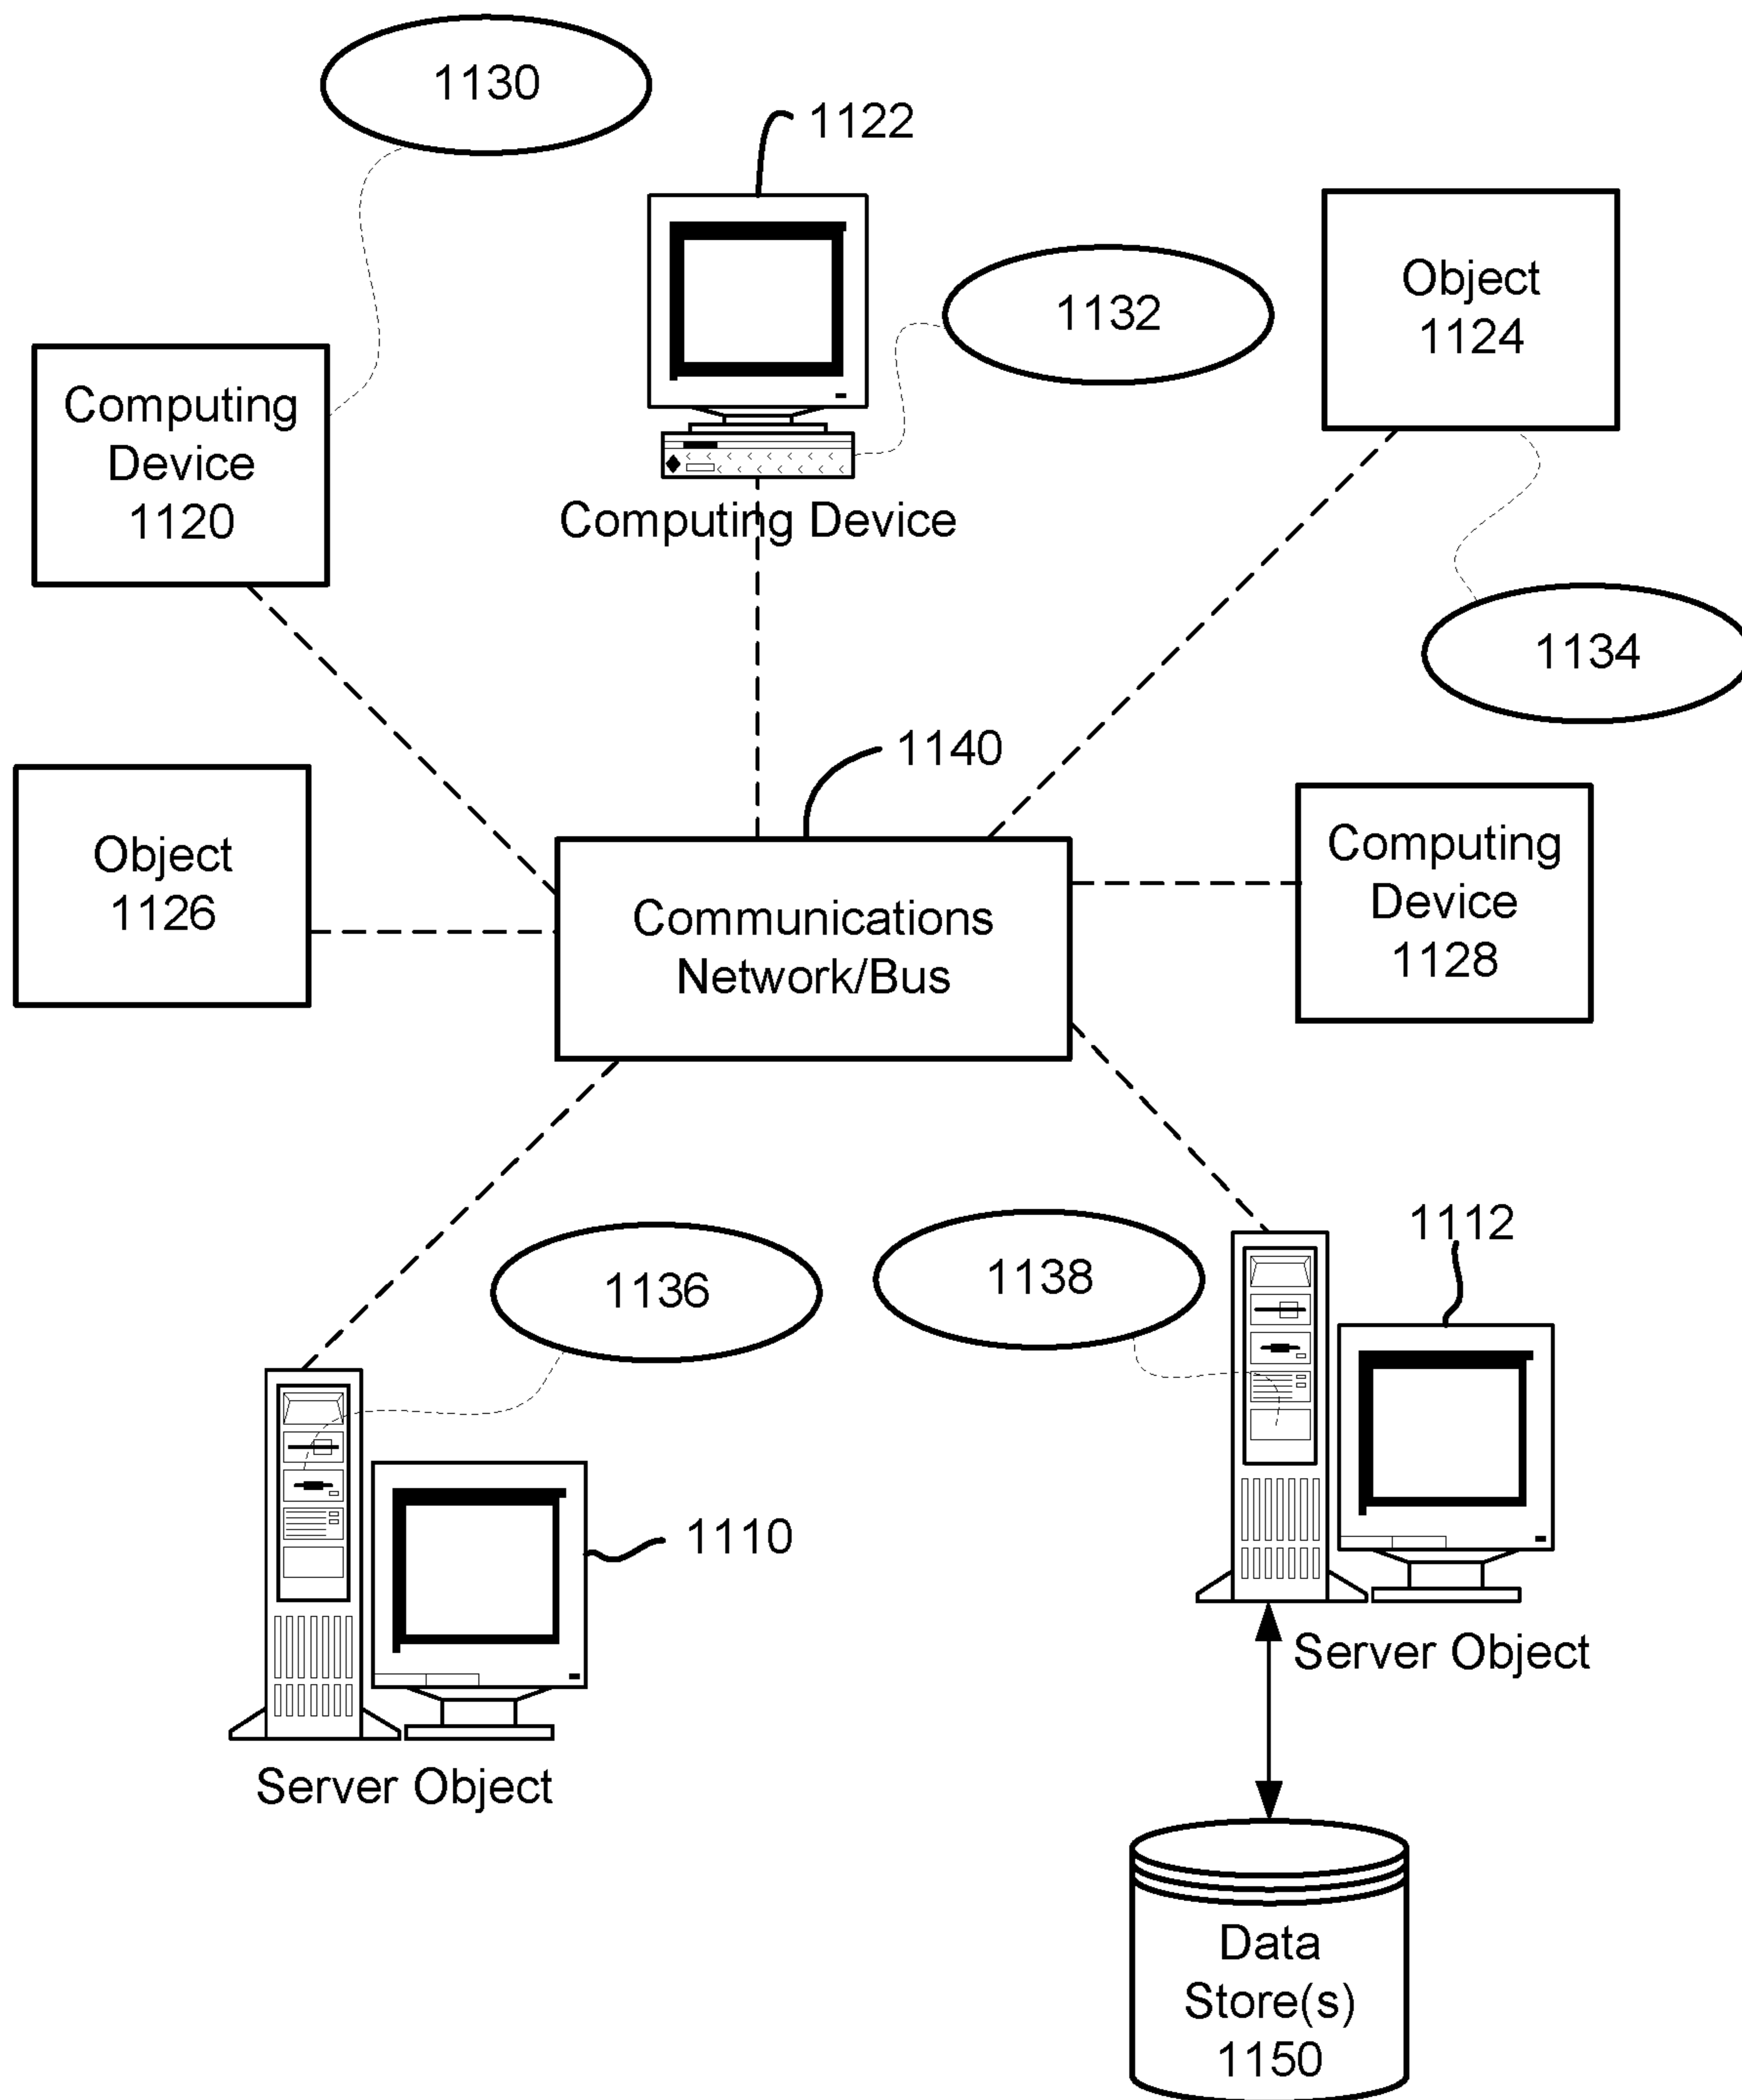 1130
1122
1132
Object
1124
Computing
Device
1120
Computing Device
1134
1140
Object
1126
Communications
Network/Bus
Computing
Device
1128
1136
1138
1112
1110
Server Object
Server Object
Data
Store(s)
1150